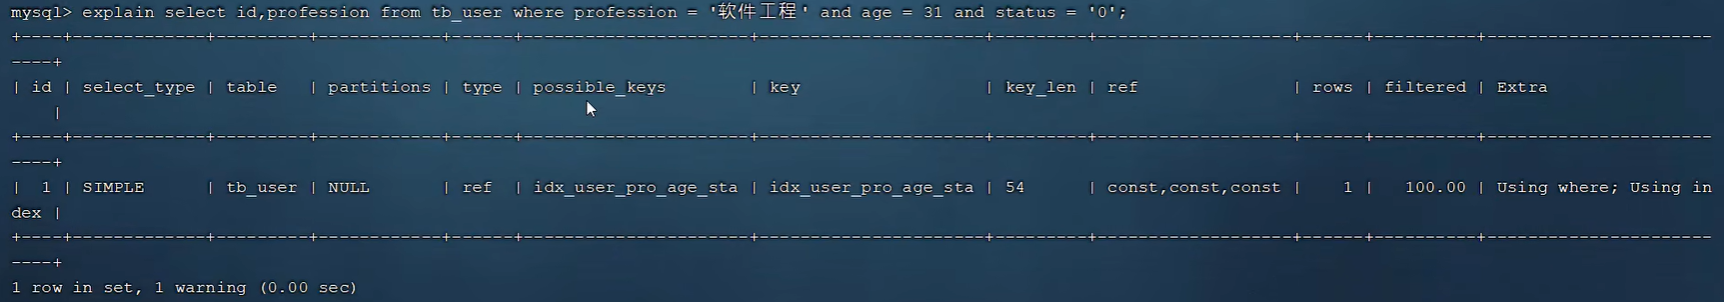 mysql> explain select id,profession from tb_user where profession = '软件工程' and age = 31 and status = '0';
+----+-------------+---------+------------+------+-----------------------+-----------------------+---------+-------------------+------+----------+----------------------
----+
| id | select_type | table   | partitions | type | possible_keys         | key                   | key_len | ref               | rows | filtered | Extra
    |
+----+-------------+---------+------------+------+-----------------------+-----------------------+---------+-------------------+------+----------+----------------------
----+
|  1 | SIMPLE      | tb_user | NULL       | ref  | idx_user_pro_age_sta | idx_user_pro_age_sta | 54      | const,const,const |    1 |   100.00 | Using where; Using in
dex |
+----+-------------+---------+------------+------+-----------------------+-----------------------+---------+-------------------+------+----------+----------------------
----+
1 row in set, 1 warning (0.00 sec)